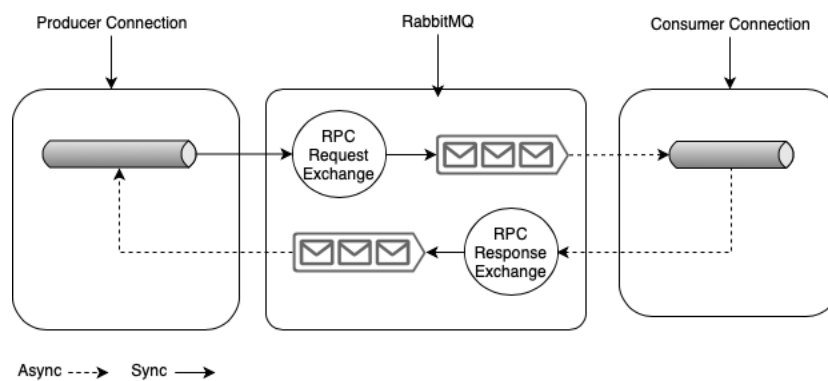 Producer Connection
RabbitMQ
Consumer Connection
RPC
Request
Exchange
RPC
Response
Exchange
Async
Sync